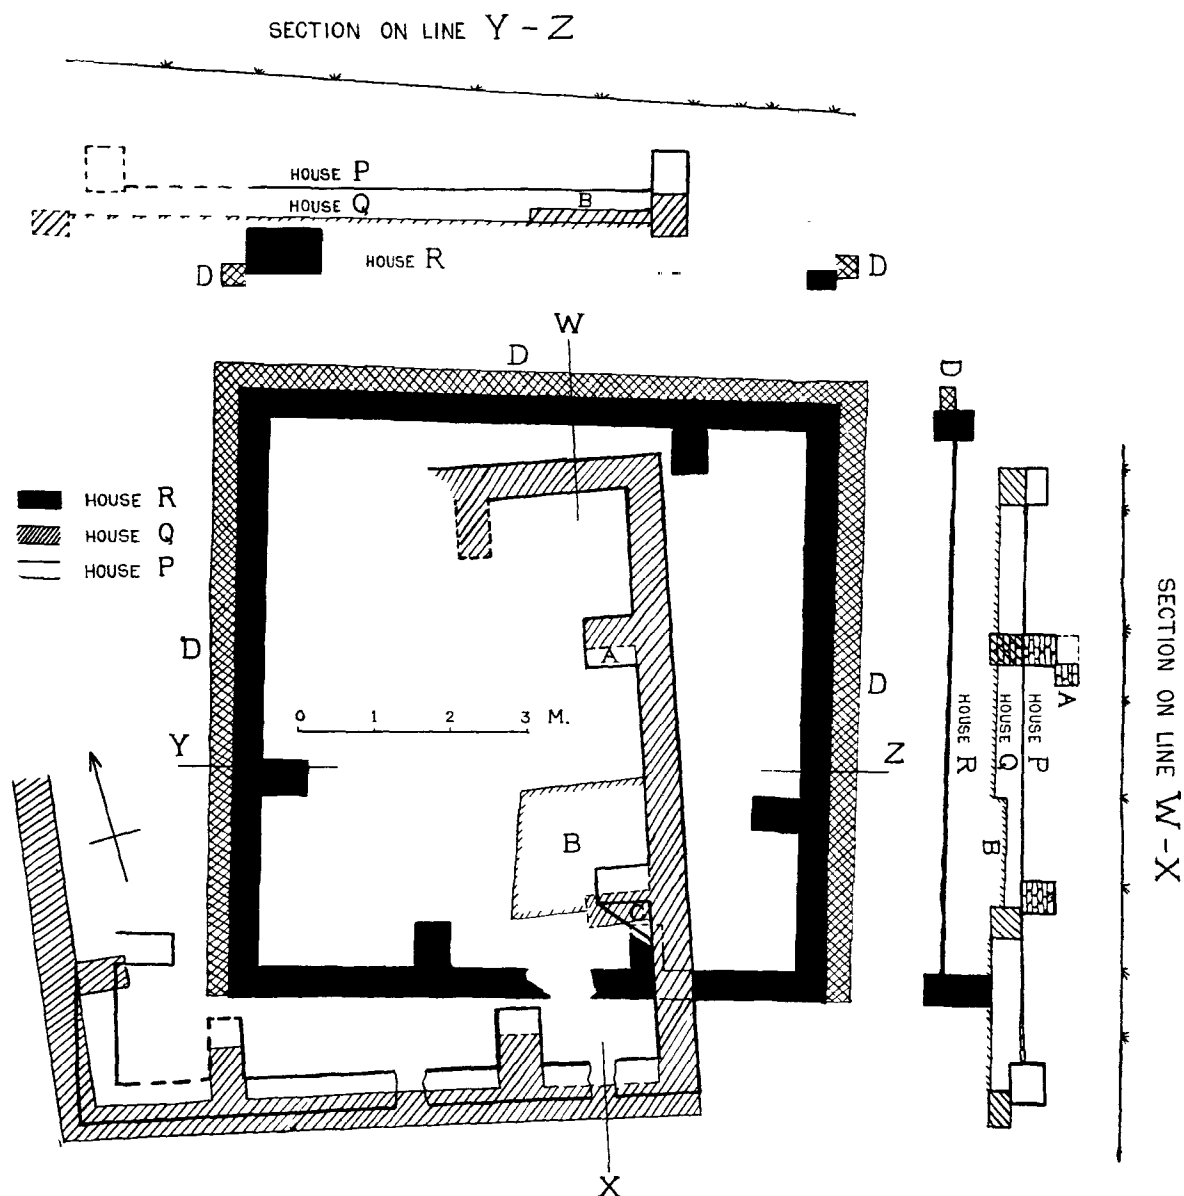 SECTION ON LINE Y - Z
HOUSE P
HOUSE Q
B
HOUSE R
D
D
W
D
D
HOUSE R
HOUSE Q
HOUSE P
A
D
D
0 1 2 3 M.
Y
Z
B
C
X
A
HOUSE P
HOUSE Q
HOUSE R
B
SECTION ON LINE W - X